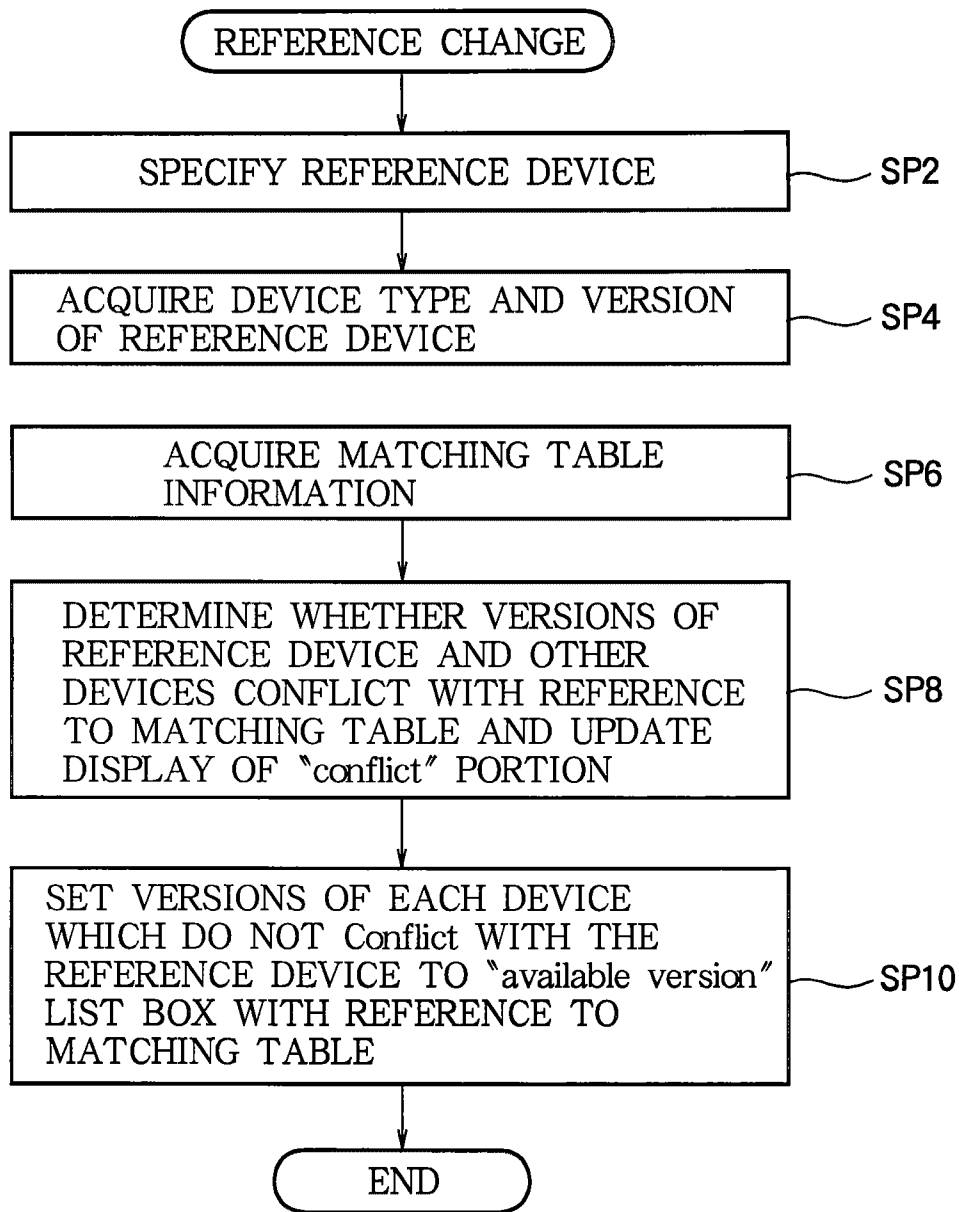 REFERENCE CHANGE
SPECIFY REFERENCE DEVICE
SP2
ACQUIRE DEVICE TYPE AND VERSION
OF REFERENCE DEVICE
SP4
ACQUIRE MATCHING TABLE
INFORMATION
SP6
DETERMINE WHETHER VERSIONS OF
REFERENCE DEVICE AND OTHER
DEVICES CONFLICT WITH REFERENCE
TO MATCHING TABLE AND UPDATE
DISPLAY OF "conflict" PORTION
SP8
SET VERSIONS OF EACH DEVICE
WHICH DO NOT Conflict WITH THE
REFERENCE DEVICE TO "available version"
LIST BOX WITH REFERENCE TO
MATCHING TABLE
SP10
END